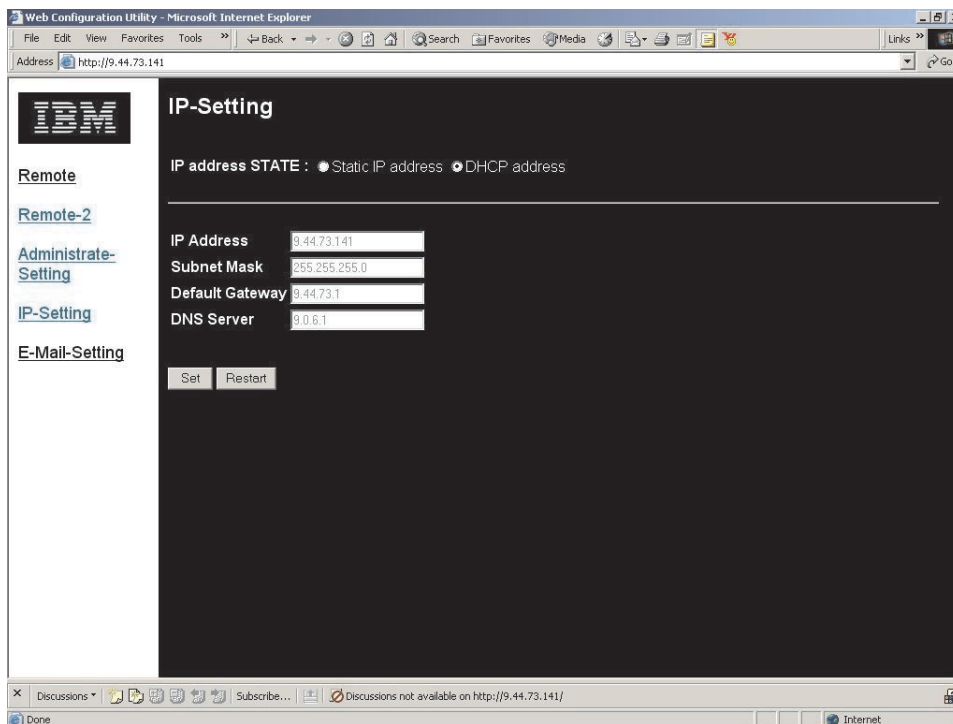 Web Configuration Utility - Microsoft Internet Explorer
File Edit View Favorites Tools » Back Search Favorites Media Links »
Address http://9.44.73.141 Go
IBM
Remote
Remote-2
Administrate-
Setting
IP-Setting
E-Mail-Setting
IP-Setting
IP address STATE : Static IP address DHCP address
IP Address 9.44.73.141
Subnet Mask 255.255.255.0
Default Gateway 9.44.73.1
DNS Server 9.0.6.1
Set Restart
Discussions Subscribe... Discussions not available on http://9.44.73.141/
Done Internet